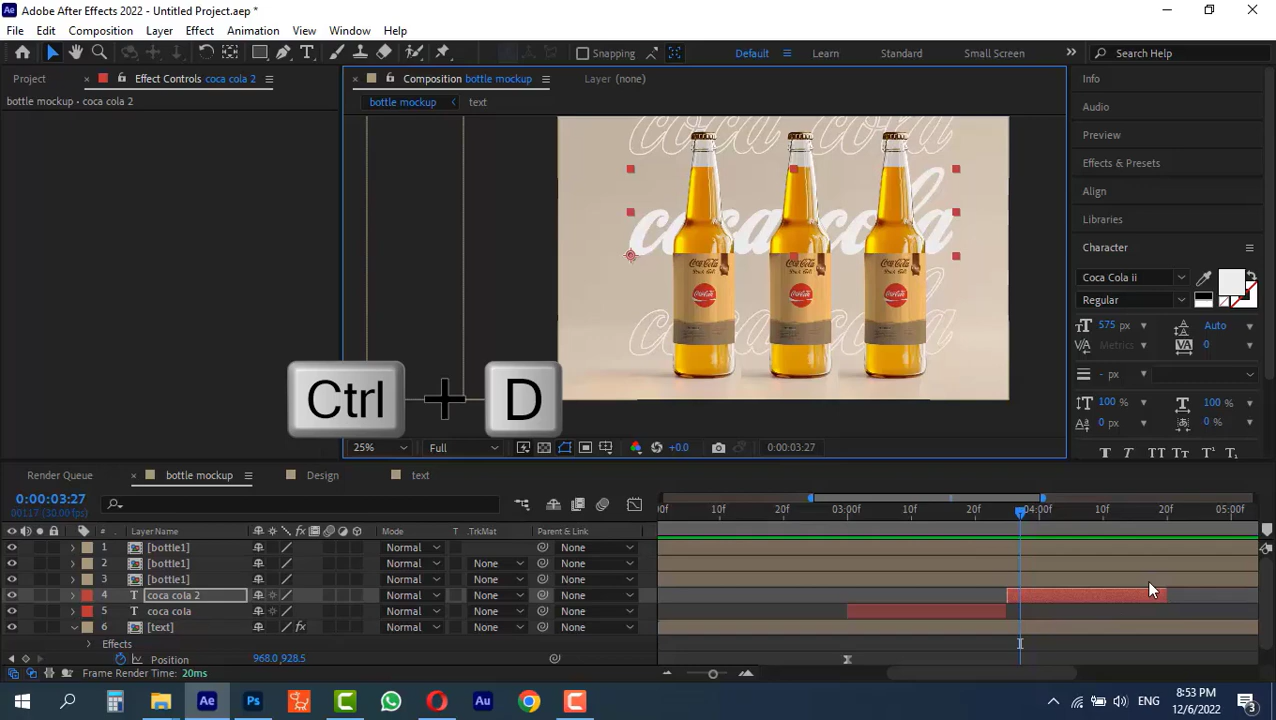 Adobe After Effects 2022 - Untitled Project.aep *
File Edit Composition Layer Effect Animation View Window Help
Snapping
Default Learn Standard Small Screen Search Help
Project Effect Controls coca cola 2 Composition bottle mockup Layer (none) Info
bottle mockup • coca cola 2 bottle mockup text Audio
Preview
Effects & Presets
Align
Libraries
Character
coca cola
coca cola
coca cola
Coca Cola ii
Regular
575 px Auto
Metrics 0
- px
100 % 100 %
0 px 0 %
Ctrl + D
25% Full +0.0 0:00:03:27
Render Queue bottle mockup Design text
0:00:03:27
00117 (30.00 fps)
:00f 10f 20f 03:00f 10f 20f 04:00f 10f 20f 05:00f
# Layer Name Mode T .TrkMat Parent & Link
1 [bottle1] Normal None
2 [bottle1] Normal None None
3 [bottle1] Normal None None
4 T coca cola 2 Normal None None
5 T coca cola Normal None None
6 [text] Normal None None
Effects
Position 968.0,928.5
Frame Render Time: 20ms
ENG 8:53 PM
12/6/2022
3